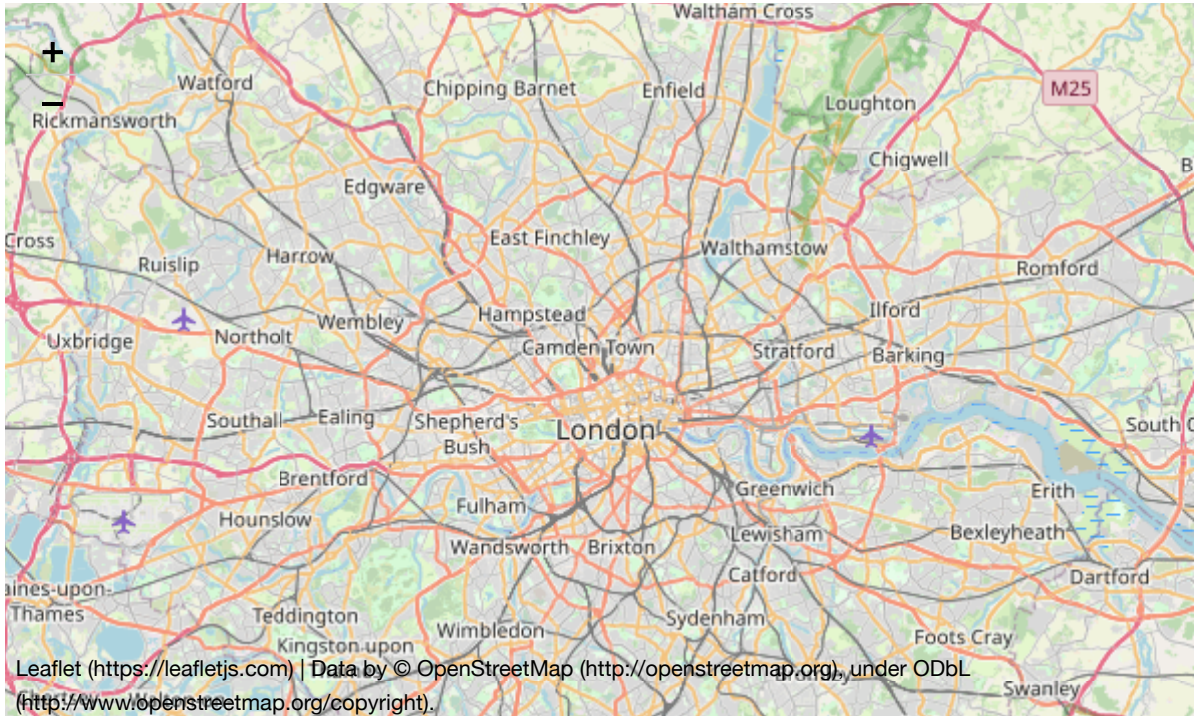 Waltham Cross
+
Watford
Chipping Barnet
Enfield
M25
−
Loughton
Rickmansworth
Chigwell
B
Edgware
Cross
East Finchley
Walthamstow
Ruislip
Harrow
Romford
Hampstead
Ilford
Wembley
Uxbridge
Northolt
Camden Town
Stratford
Barking
Southall
Ealing
Shepherd's
Bush
London
South O
Brentford
Greenwich
Erith
Fulham
Hounslow
Lewisham
Bexleyheath
Wandsworth
Brixton
Catford
Dartford
aines-upon-
Thames
Teddington
Sydenham
Wimbledon
Foots Cray
Kingston upon
Leaflet (https://leafletjs.com) | Data by © OpenStreetMap (http://openstreetmap.org), under ODbL
Swanley
(http://www.openstreetmap.org/copyright).